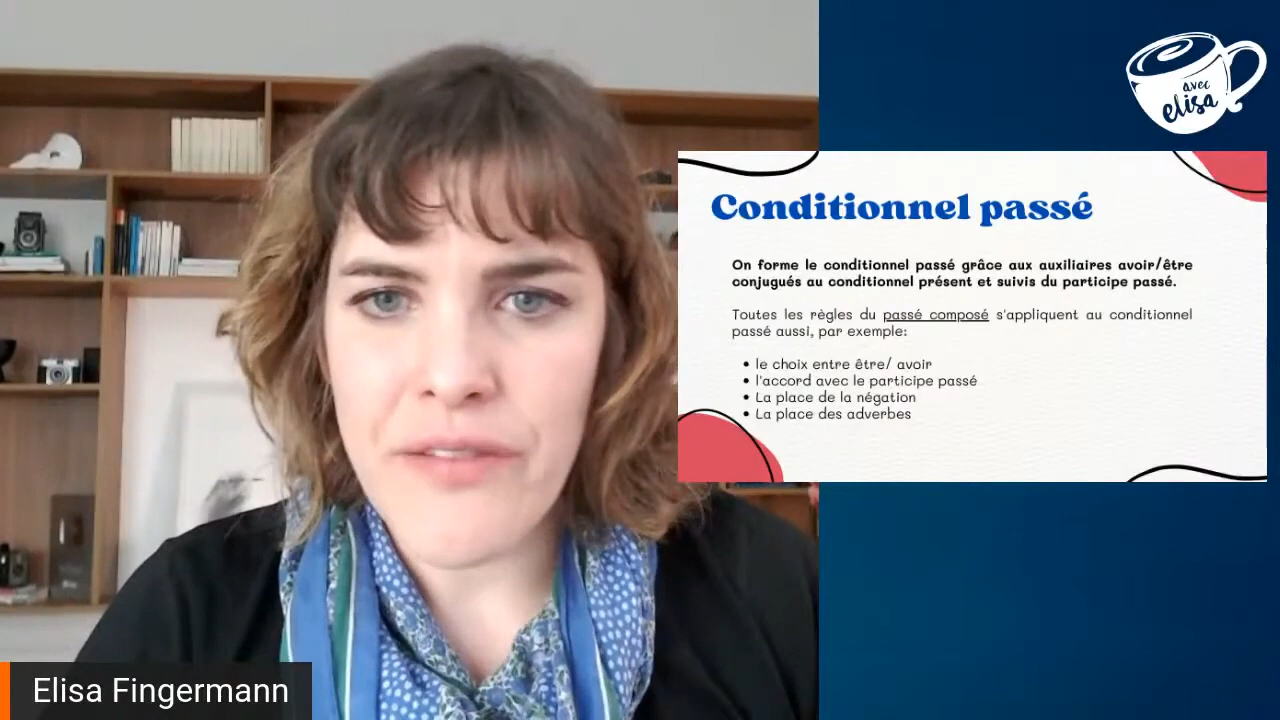 avec
elisa
Conditionnel passé
On forme le conditionnel passé grâce aux auxiliaires avoir/être
conjugués au conditionnel présent et suivis du participe passé.
Toutes les règles du passé composé s'appliquent au conditionnel
passé aussi, par exemple:
• le choix entre être/ avoir
• l'accord avec le participe passé
• La place de la négation
• La place des adverbes
Elisa Fingermann